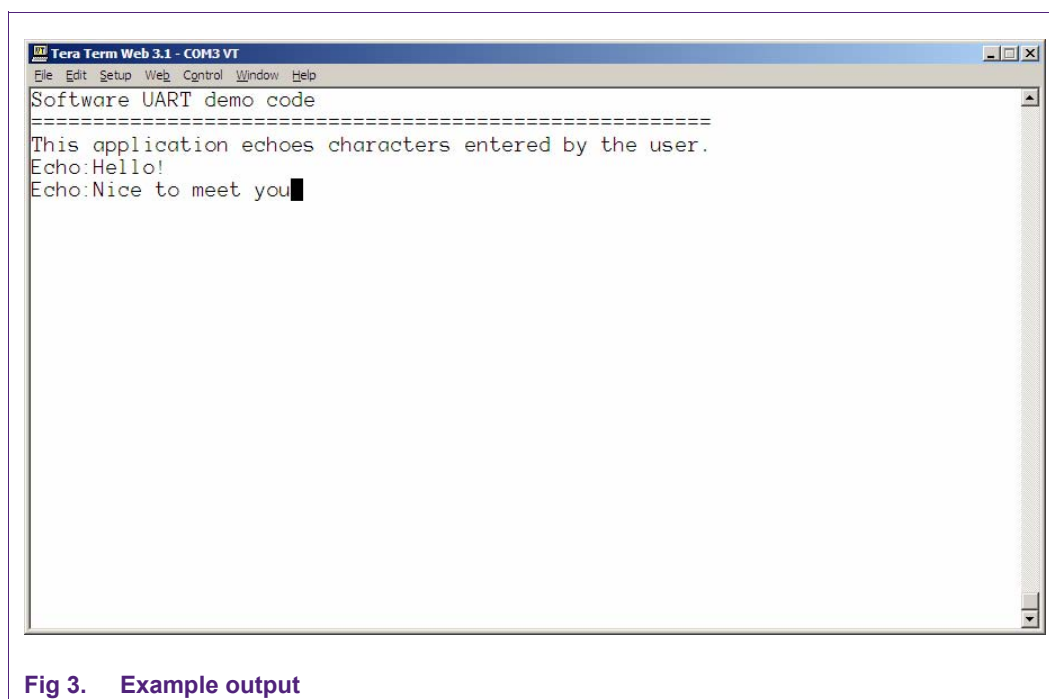 Tera Term Web 3.1 - COM3 VT
File Edit Setup Web Control Window Help
Software UART demo code
=======================================================
This application echoes characters entered by the user.
Echo:Hello!
Echo:Nice to meet you
Fig 3. Example output